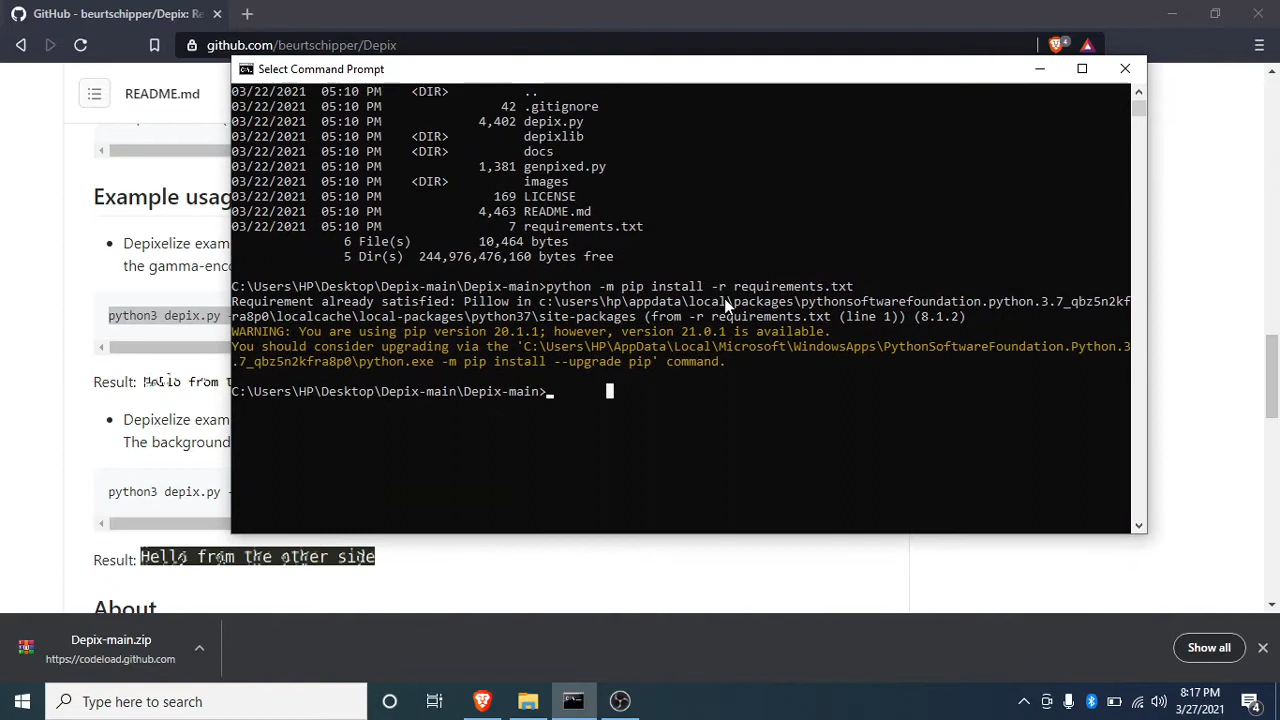 GitHub - beurtschipper/Depix: Re
github.com/beurtschipper/Depix
4
Select Command Prompt
README.md
03/22/2021 05:10 PM <DIR> ..
03/22/2021 05:10 PM 42 .gitignore
03/22/2021 05:10 PM 4,402 depix.py
03/22/2021 05:10 PM <DIR> depixlib
03/22/2021 05:10 PM <DIR> docs
03/22/2021 05:10 PM 1,381 genpixed.py
03/22/2021 05:10 PM <DIR> images
03/22/2021 05:10 PM 169 LICENSE
03/22/2021 05:10 PM 4,463 README.md
03/22/2021 05:10 PM 7 requirements.txt
6 File(s) 10,464 bytes
5 Dir(s) 244,976,476,160 bytes free
C:\Users\HP\Desktop\Depix-main\Depix-main>python -m pip install -r requirements.txt
Requirement already satisfied: Pillow in c:\users\hp\appdata\local\packages\pythonsoftwarefoundation.python.3.7_qbz5n2kf
ra8p0\localcache\local-packages\python37\site-packages (from -r requirements.txt (line 1)) (8.1.2)
WARNING: You are using pip version 20.1.1; however, version 21.0.1 is available.
You should consider upgrading via the 'C:\Users\HP\AppData\Local\Microsoft\WindowsApps\PythonSoftwareFoundation.Python.3
.7_qbz5n2kfra8p0\python.exe -m pip install --upgrade pip' command.
C:\Users\HP\Desktop\Depix-main\Depix-main>
Example usag
Depixelize exam
the gamma-enco
python3 depix.py -
Result: Hello from t
Depixelize exam
The background
python3 depix.py -
Result: Hello from the other side
About
Depix-main.zip
https://codeload.github.com
Show all
Type here to search
8:17 PM
3/27/2021
4